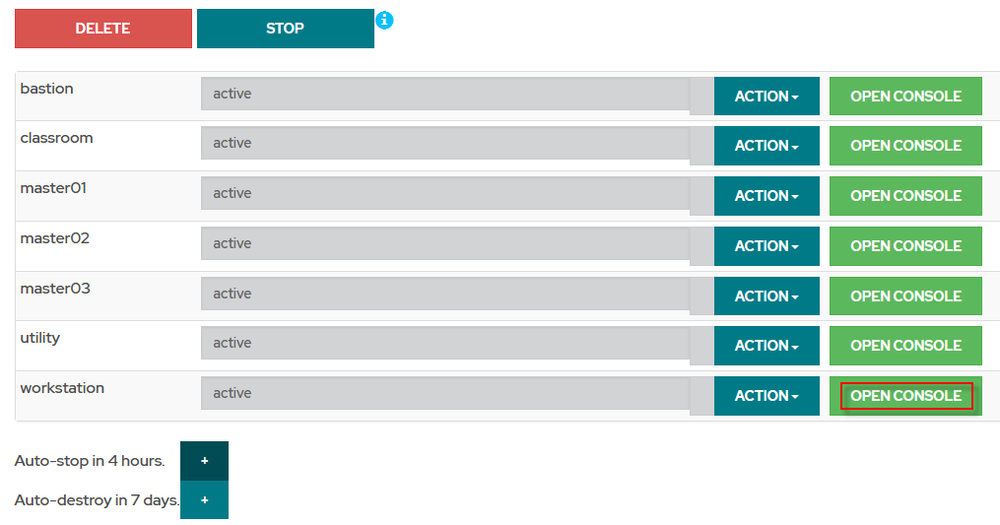 DELETE STOP
bastion active ACTION OPEN CONSOLE
classroom active ACTION OPEN CONSOLE
master01 active ACTION OPEN CONSOLE
master02 active ACTION OPEN CONSOLE
master03 active ACTION OPEN CONSOLE
utility active ACTION OPEN CONSOLE
workstation active ACTION OPEN CONSOLE
Auto-stop in 4 hours. +
Auto-destroy in 7 days. +